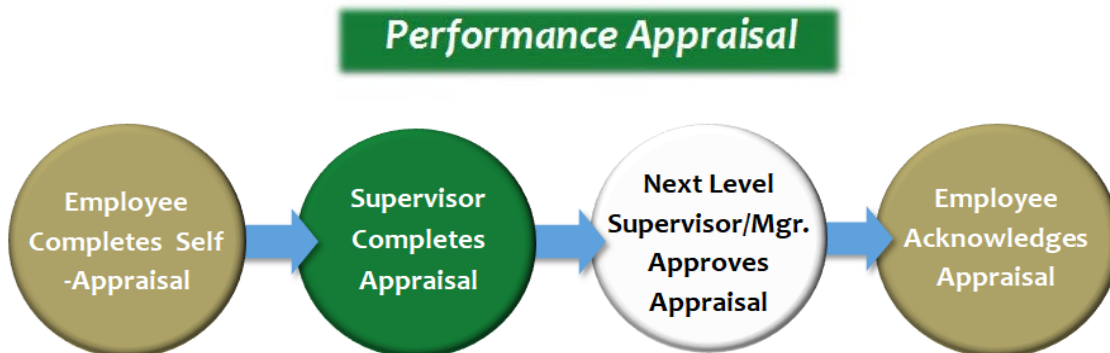 Performance Appraisal
Employee
Completes Self
-Appraisal
Supervisor
Completes
Appraisal
Next Level
Supervisor/Mgr.
Approves
Appraisal
Employee
Acknowledges
Appraisal